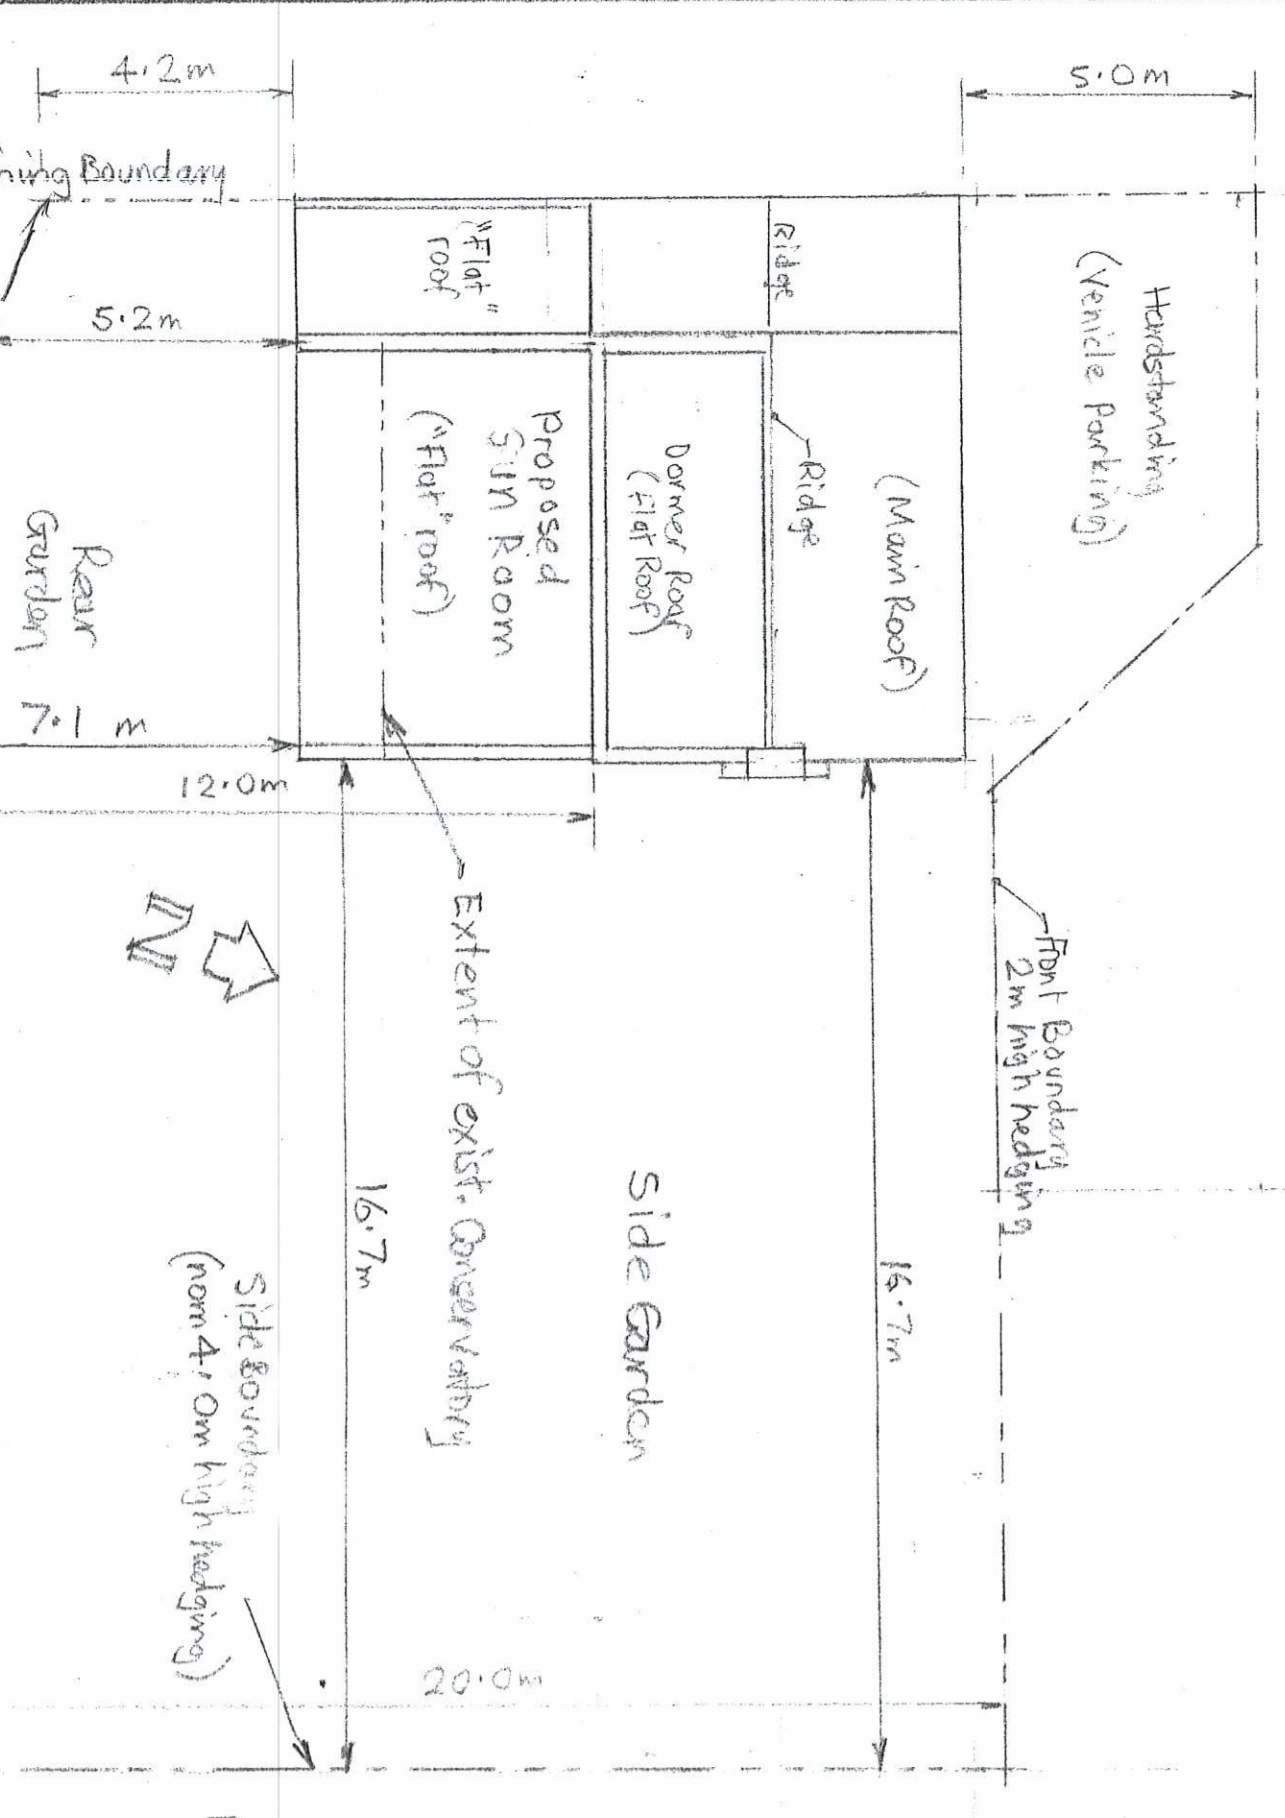 4.2m
5.0m
ning Boundary
"Flat"
roof
Ridge
Hardstanding
(Vehicle Parking)
5.2m
Proposed
Sun Room
("Flat" roof)
Dormer Roof
(Flat Roof)
Ridge
(Main Roof)
Rear
Garden
7.1 m
12.0m
N
Extent of exist. Conservatory
Front Boundary
2m high hedging
Side Garden
16.7m
16.7m
Side Boundary
(nom 4.0m high hedging)
20.0m